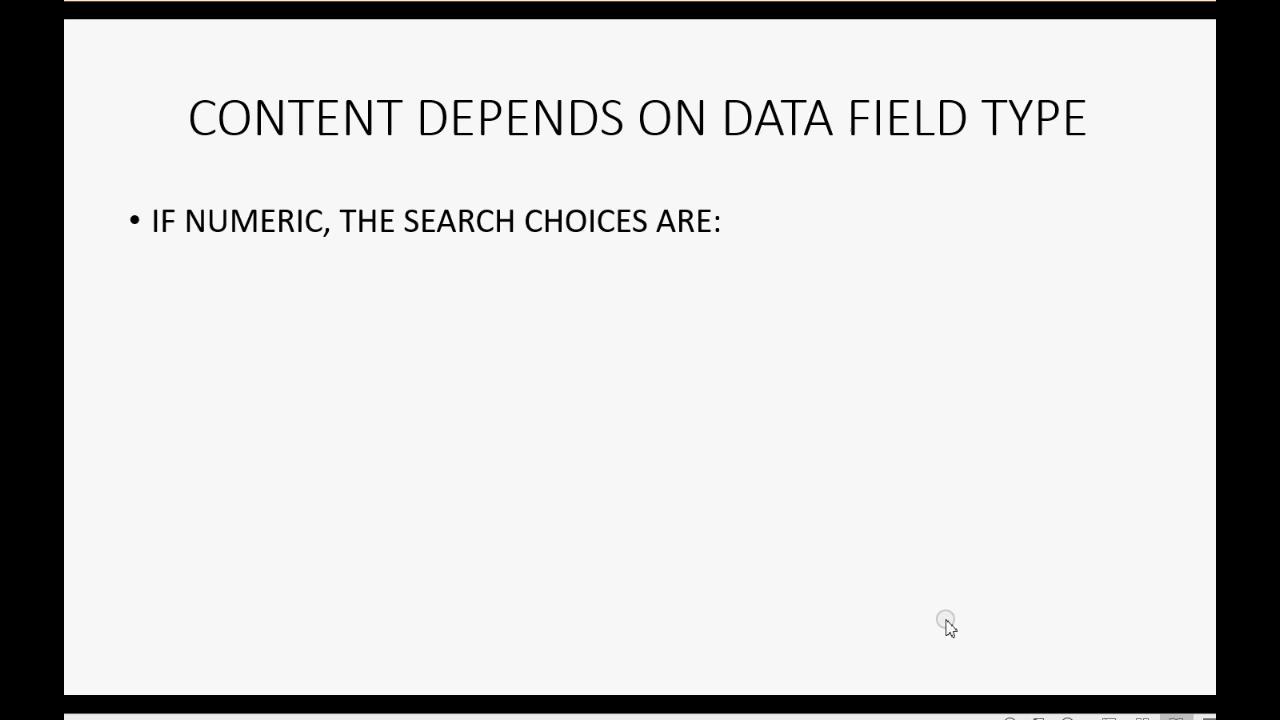 CONTENT DEPENDS ON DATA FIELD TYPE
• IF NUMERIC, THE SEARCH CHOICES ARE: